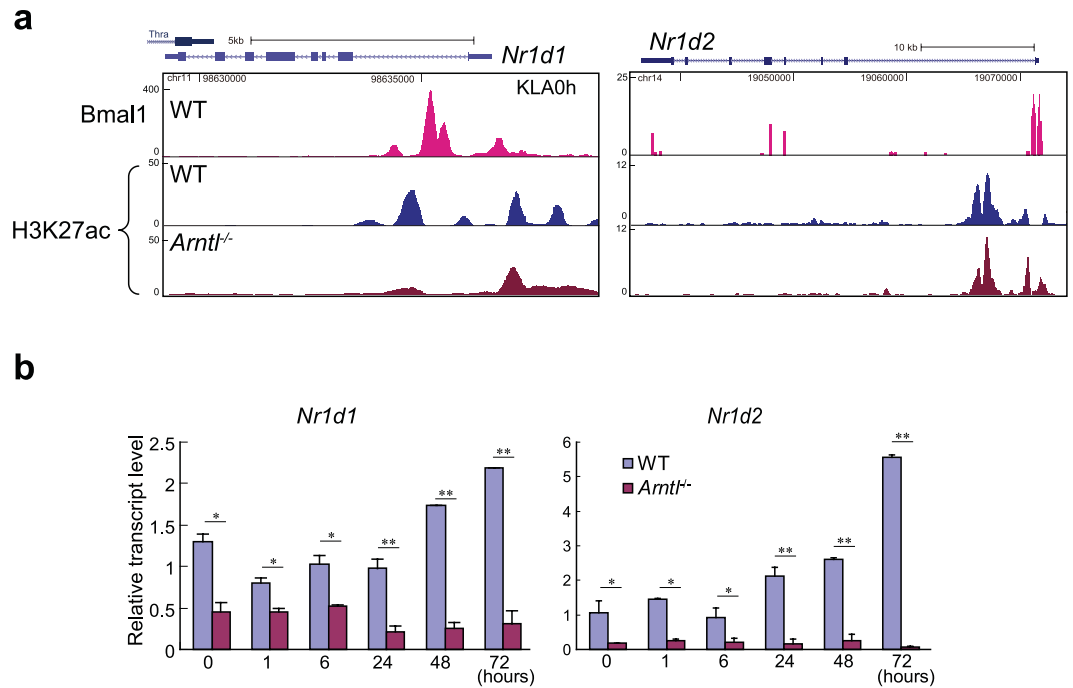 a
Thra
5kb
Nr1d1
Nr1d2
10 kb
chr11
98630000
98635000
KLA0h
chr14
19050000
19060000
19070000
Bmal1
WT
400
0
25
0
H3K27ac
WT
50
0
12
0
Arntl-/-
50
0
12
0
b
Nr1d1
Nr1d2
Relative transcript level
2.5
2
1.5
1
0.5
0
0 1 6 24 48 72
(hours)
* * * ** ** **
6
5
4
3
2
1
0
WT
Arntl-/-
0 1 6 24 48 72
(hours)
* * * ** ** **